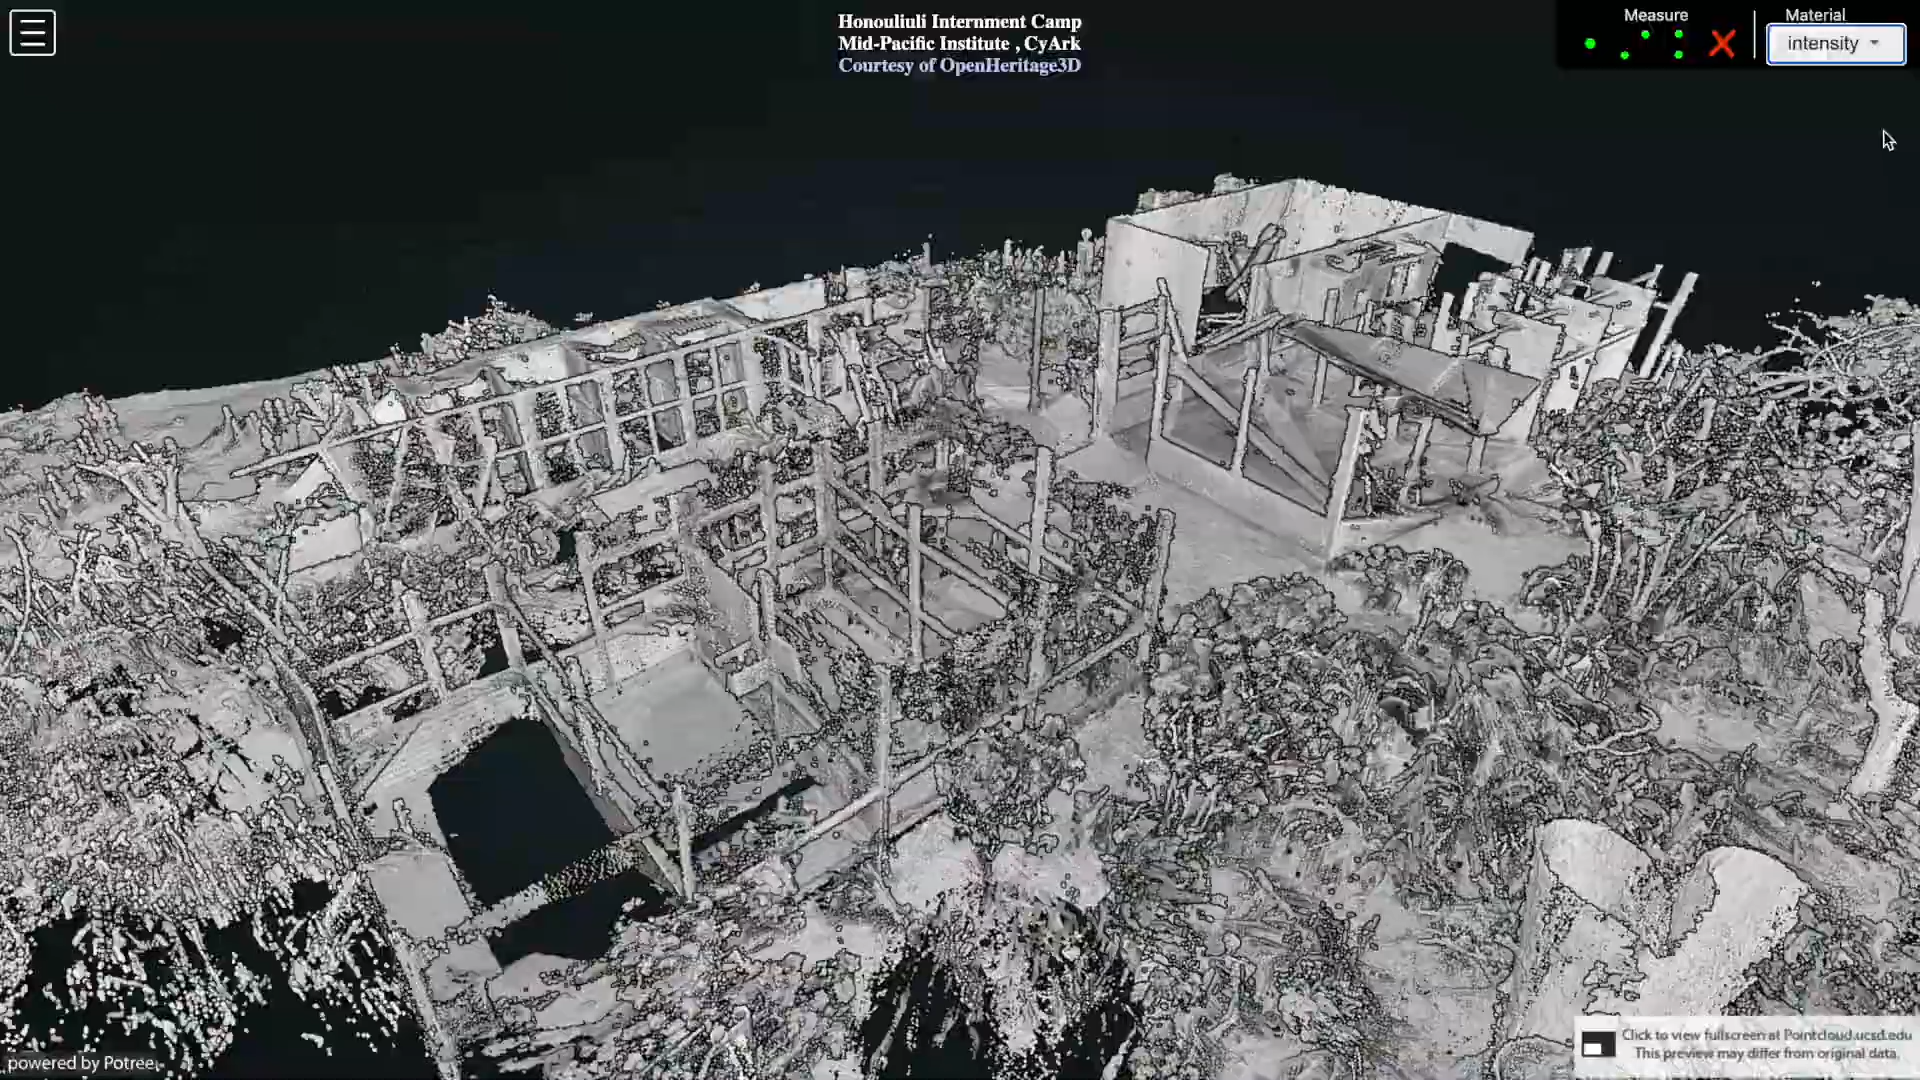 Honouliuli Internment Camp
Mid-Pacific Institute , CyArk
Courtesy of OpenHeritage3D
Measure
Material
intensity
Click to view fullscreen at Pointcloud.ucsd.edu
This preview may differ from original data.
powered by Potree